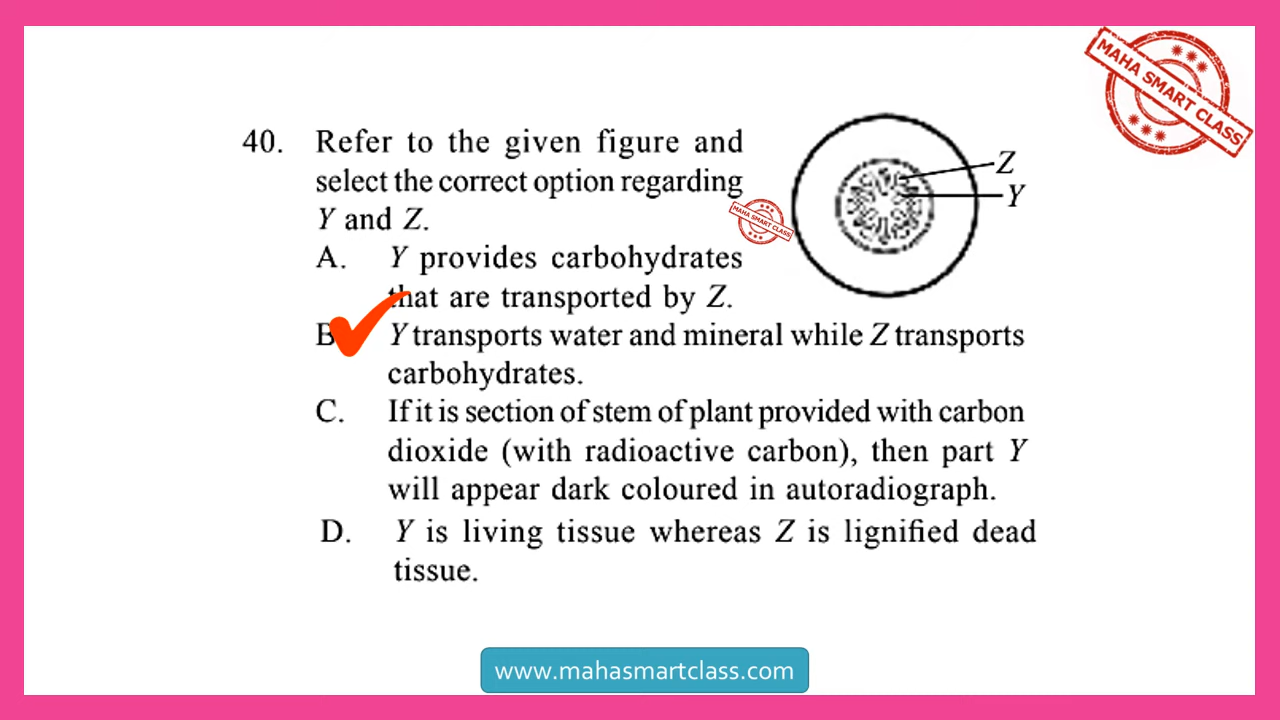 MAHA SMART CLASS
40. Refer to the given figure and
select the correct option regarding
Y and Z.
Z
Y
MAHA SMART CLASS
A. Y provides carbohydrates
that are transported by Z.
B Y transports water and mineral while Z transports
carbohydrates.
C. If it is section of stem of plant provided with carbon
dioxide (with radioactive carbon), then part Y
will appear dark coloured in autoradiograph.
D. Y is living tissue whereas Z is lignified dead
tissue.
www.mahasmartclass.com